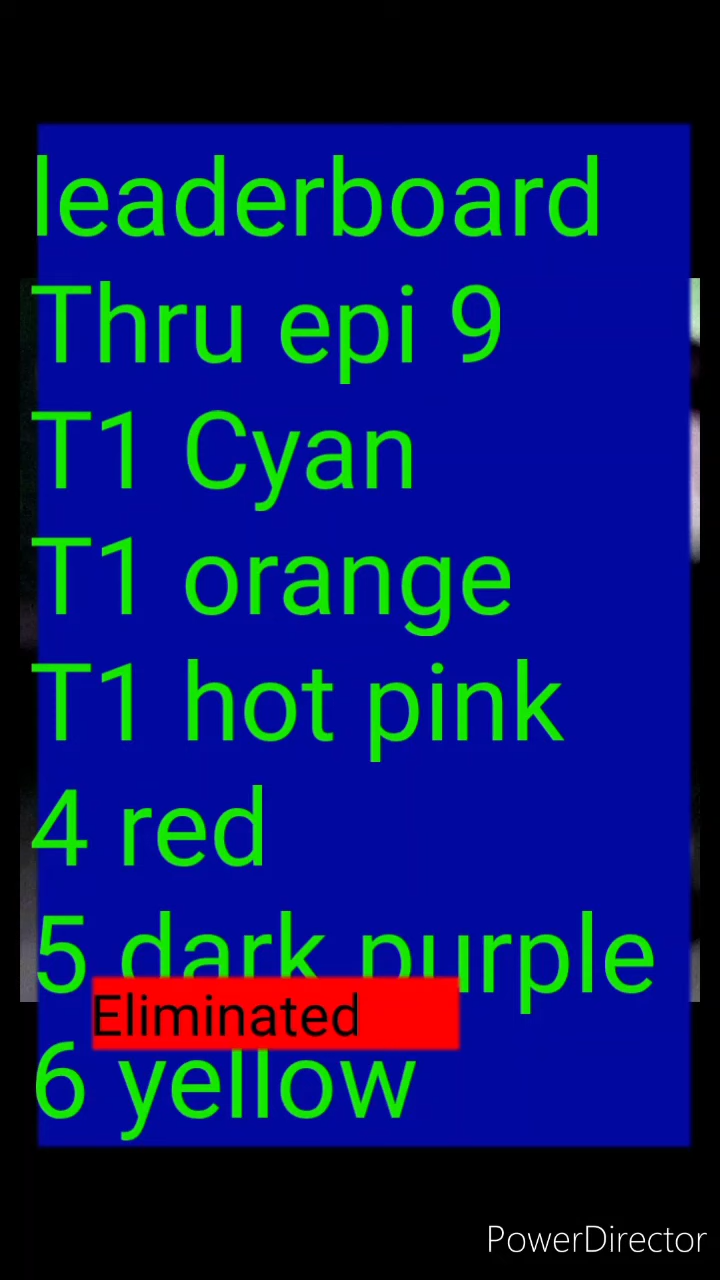 leaderboard
Thru epi 9
T1 Cyan
T1 orange
T1 hot pink
4 red
5 dark purple
Eliminated
6 yellow
PowerDirector